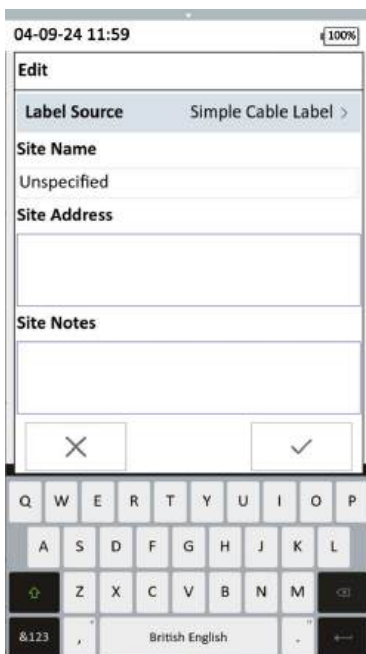 04-09-24 11:59 100%
Edit
Label Source Simple Cable Label >
Site Name
Unspecified
Site Address
Site Notes
Q W E R T Y U I O P
A S D F G H J K L
Z X C V B N M
&123 , ' British English . "